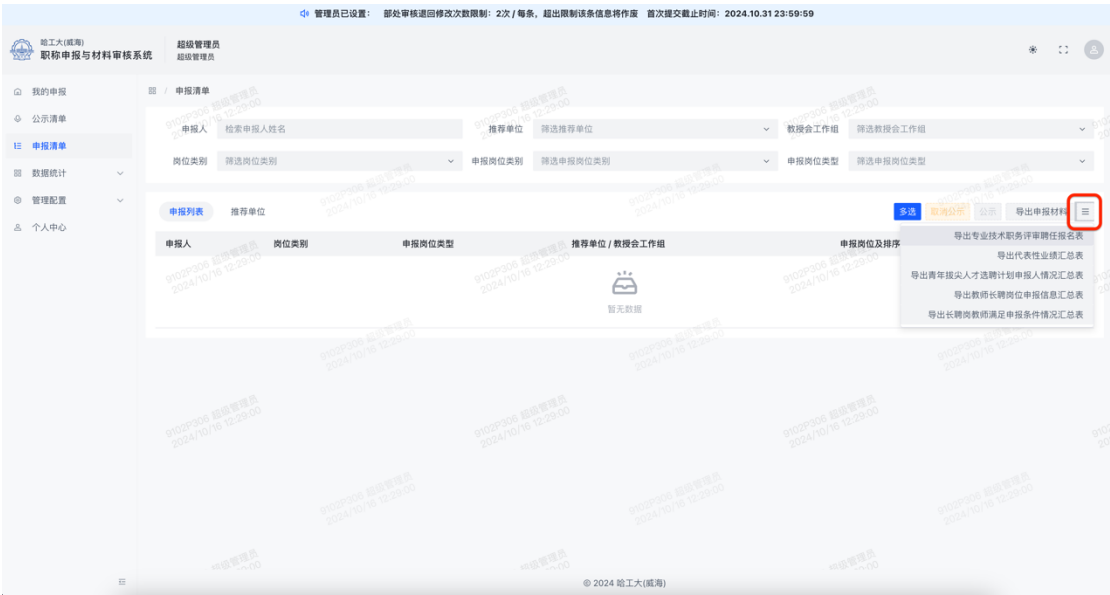 管理员已设置： 部处审核退回修改次数限制：2次 / 每条，超出限制该条信息将作废 首次提交截止时间：2024.10.31 23:59:59
哈工大(威海)
职称申报与材料审核系统
超级管理员
超级管理员
我的申报
公示清单
申报清单
数据统计
管理配置
个人中心
/ 申报清单
申报人 检索申报人姓名 推荐单位 筛选推荐单位 教授会工作组 筛选教授会工作组
岗位类别 筛选岗位类别 申报岗位类别 筛选申报岗位类别 申报岗位类型 筛选申报岗位类型
申报列表 推荐单位 多选 取消公示 公示 导出申报材料
申报人 岗位类别 申报岗位类型 推荐单位 / 教授会工作组 申报岗位及排序
导出专业技术职务评审聘任报名表
导出代表性业绩汇总表
导出青年拔尖人才选聘计划申报人情况汇总表
导出教师长聘岗位申报信息汇总表
导出长聘岗教师满足申报条件情况汇总表
暂无数据
9102P306 超级管理员
2024/10/16 12:29:00
© 2024 哈工大(威海)